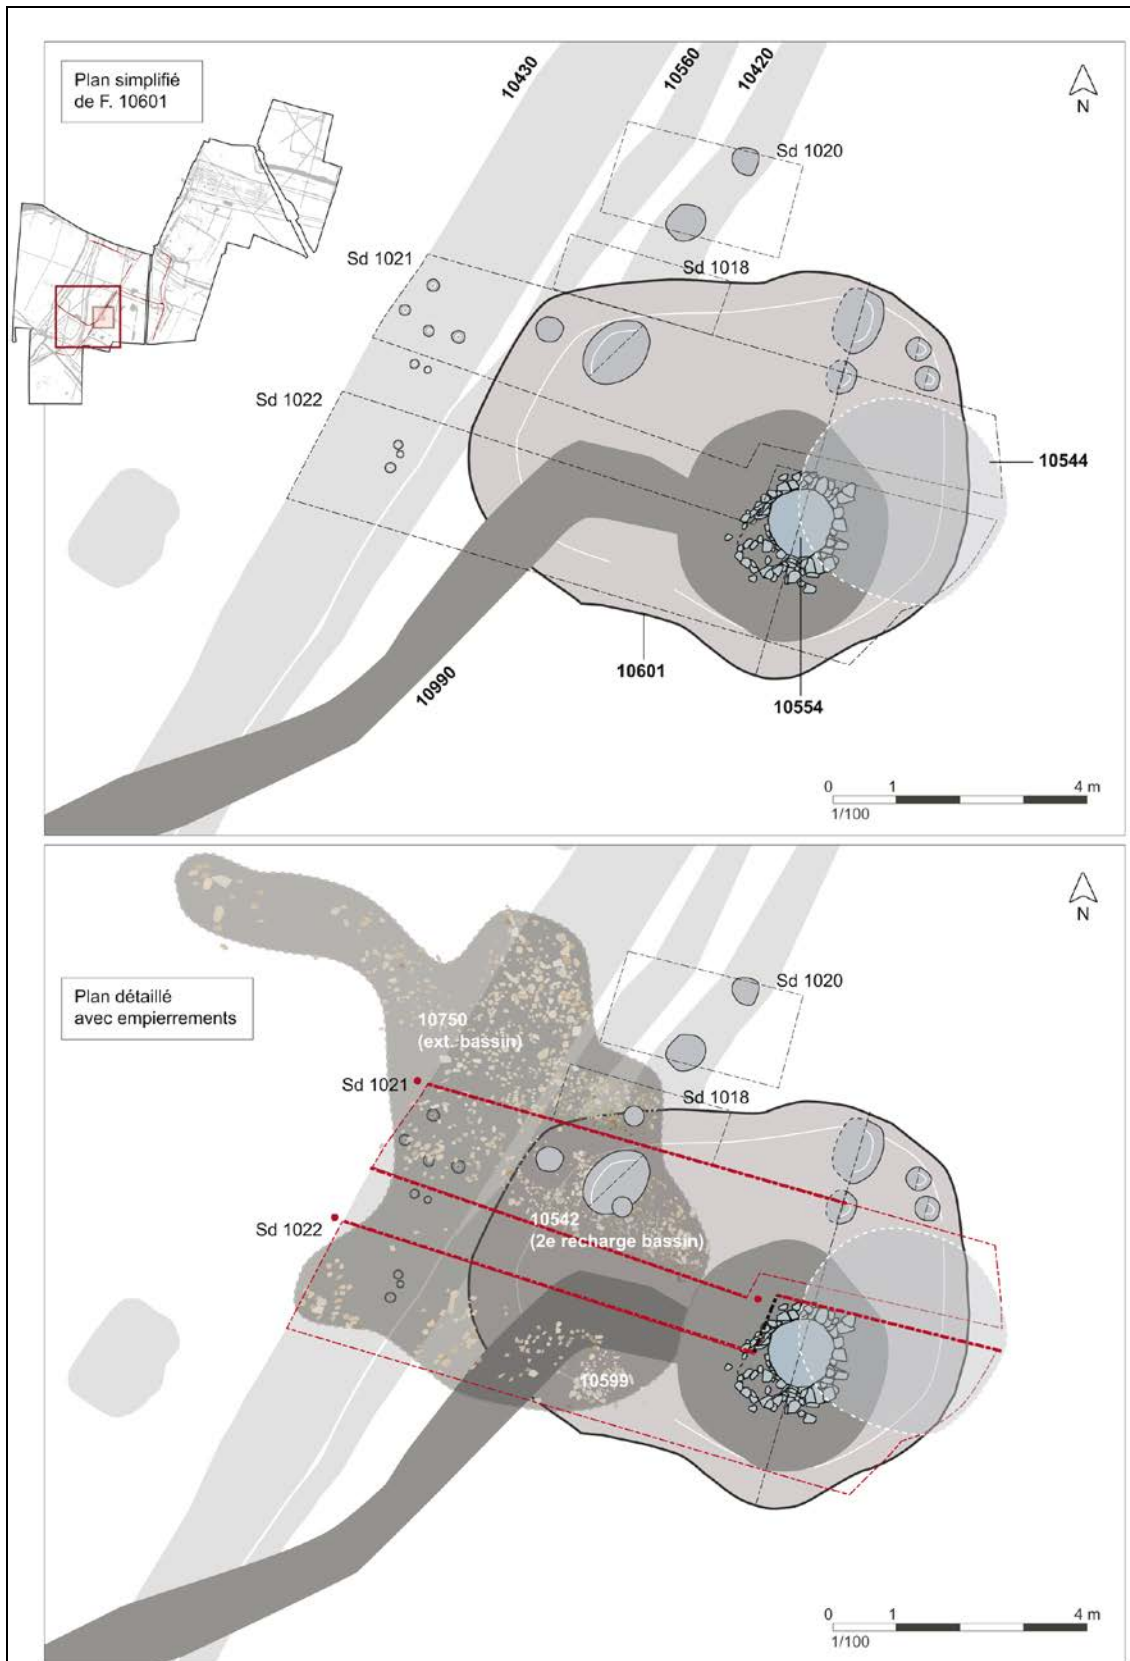 Plan simplifié
de F. 10601
10430
10560
10420
N
Sd 1020
Sd 1021
Sd 1018
Sd 1022
10544
10990
10601
10554
0 1 4 m
1/100
Plan détaillé
avec empierrements
N
10750
(ext. bassin)
Sd 1020
Sd 1021
Sd 1018
Sd 1022
10542
(2e recharge bassin)
10599
0 1 4 m
1/100